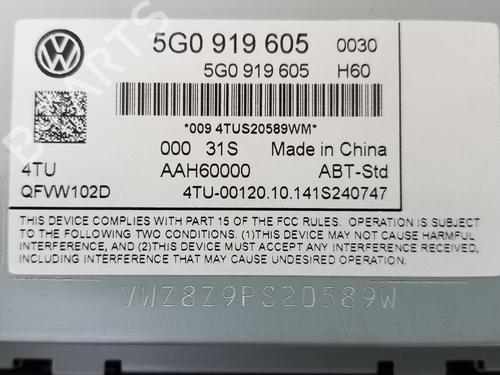 5G0 919 605 0030
5G0 919 605 H60
*009 4TUS20589WM*
000 31S Made in China
4TU AAH60000 ABT-Std
QFVW102D 4TU-00120.10.141S240747
THIS DEVICE COMPLIES WITH PART 15 OF THE FCC RULES. OPERATION IS SUBJECT
TO THE FOLLOWING TWO CONDITIONS. (1)THIS DEVICE MAY NOT CAUSE HARMFUL
INTERFERENCE, AND (2)THIS DEVICE MUST ACCEPT ANY INTERFERENCE RECEIVED,
INCLUDING INTERFERENCE THAT MAY CAUSE UNDESIRED OPERATION.
VWZ8Z9PS20589W